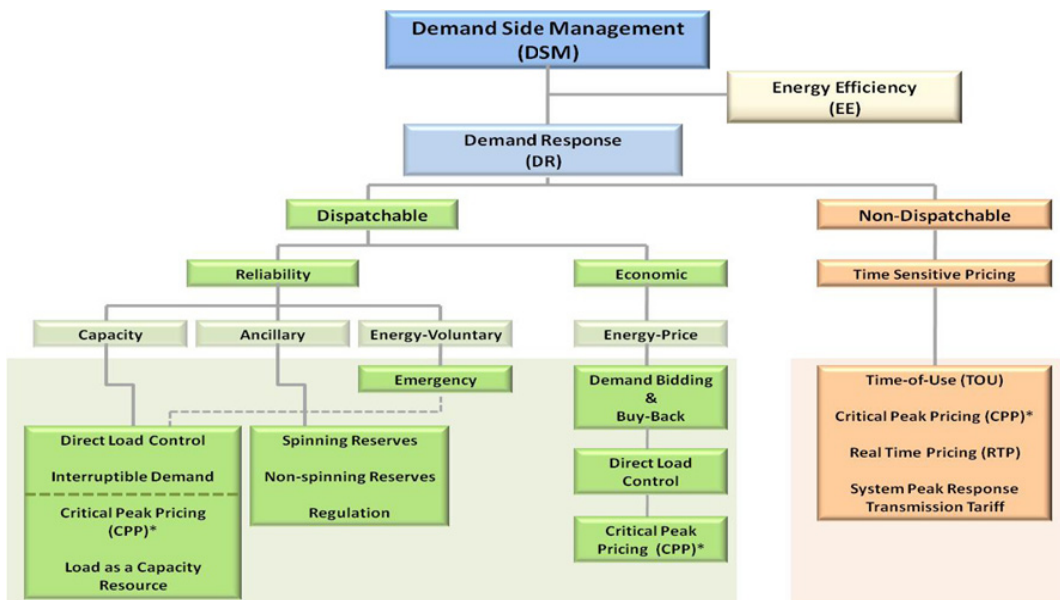 Demand Side Management
(DSM)
Energy Efficiency
(EE)
Demand Response
(DR)
Dispatchable
Non-Dispatchable
Reliability
Economic
Time Sensitive Pricing
Capacity
Ancillary
Energy-Voluntary
Energy-Price
Emergency
Demand Bidding
&
Buy-Back
Time-of-Use (TOU)
Critical Peak Pricing (CPP)*
Real Time Pricing (RTP)
System Peak Response
Transmission Tariff
Direct Load Control
Interruptible Demand
Critical Peak Pricing
(CPP)*
Load as a Capacity
Resource
Spinning Reserves
Non-spinning Reserves
Regulation
Direct Load
Control
Critical Peak
Pricing (CPP)*